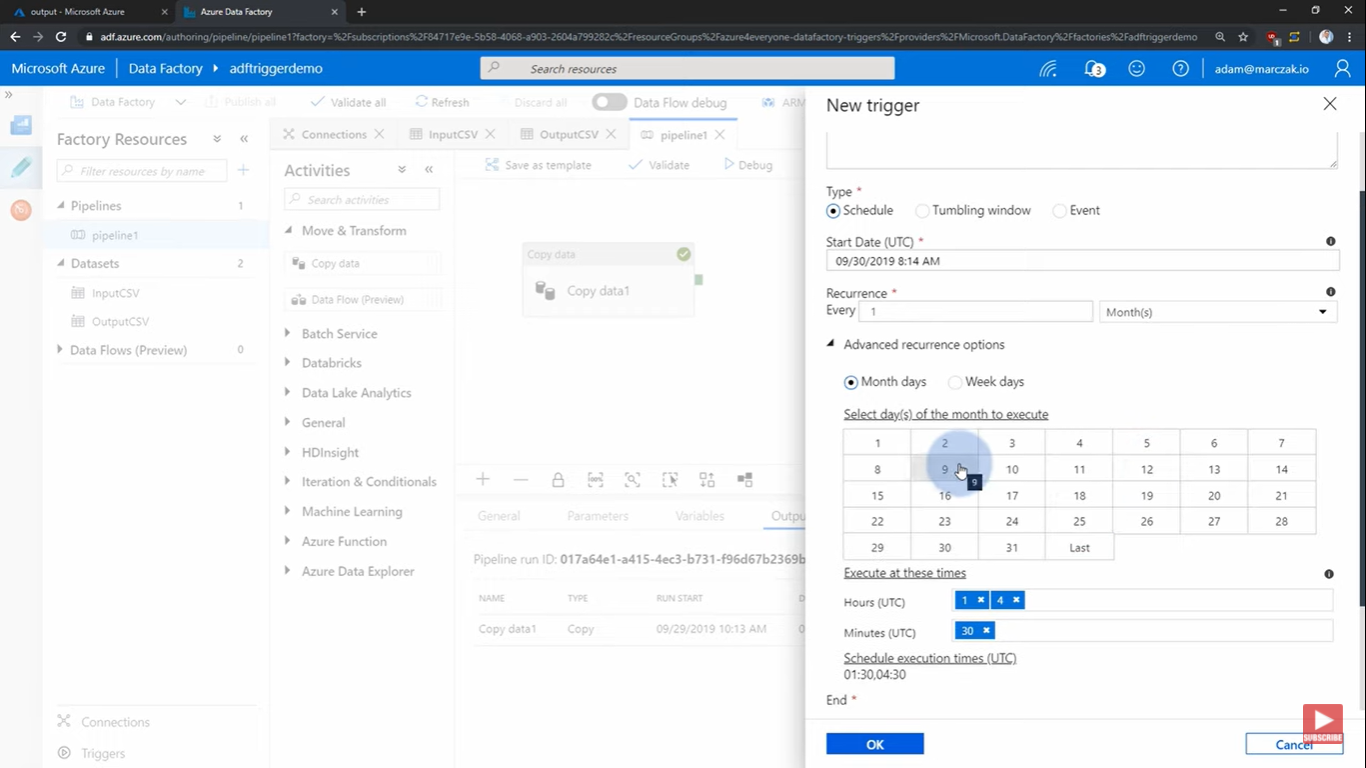 output - Microsoft Azure
Azure Data Factory
adf.azure.com/authoring/pipeline/pipeline1?factory=%2Fsubscriptions%2F84717e9e-5b58-4068-a903-2604a799282c%2FresourceGroups%2Fazure4everyone-datafactory-triggers%2Fproviders%2FMicrosoft.DataFactory%2Ffactories%2Fadftriggerdemo
Microsoft Azure
Data Factory
adftriggerdemo
Search resources
3
adam@marczak.io
Data Factory
Publish all
Validate all
Refresh
Discard all
Data Flow debug
ARM
Factory Resources
Filter resources by name
Pipelines 1
pipeline1
Datasets 2
InputCSV
OutputCSV
Data Flows (Preview) 0
Connections
Triggers
Connections
InputCSV
OutputCSV
pipeline1
Activities
Search activities
Move & Transform
Copy data
Data Flow (Preview)
Batch Service
Databricks
Data Lake Analytics
General
HDInsight
Iteration & Conditionals
Machine Learning
Azure Function
Azure Data Explorer
Save as template
Validate
Debug
Copy data
Copy data1
General
Parameters
Variables
Outpu
Pipeline run ID: 017a64e1-a415-4ec3-b731-f96d67b2369b
NAME TYPE RUN START D
Copy data1 Copy 09/29/2019 10:13 AM 0
New trigger
Type *
Schedule Tumbling window Event
Start Date (UTC) *
09/30/2019 8:14 AM
Recurrence *
Every 1 Month(s)
Advanced recurrence options
Month days Week days
Select day(s) of the month to execute
1 2 3 4 5 6 7
8 9 10 11 12 13 14
9
15 16 17 18 19 20 21
22 23 24 25 26 27 28
29 30 31 Last
Execute at these times
Hours (UTC) 1 4
Minutes (UTC) 30
Schedule execution times (UTC)
01:30,04:30
End *
OK
Cancel
SUBSCRIBE